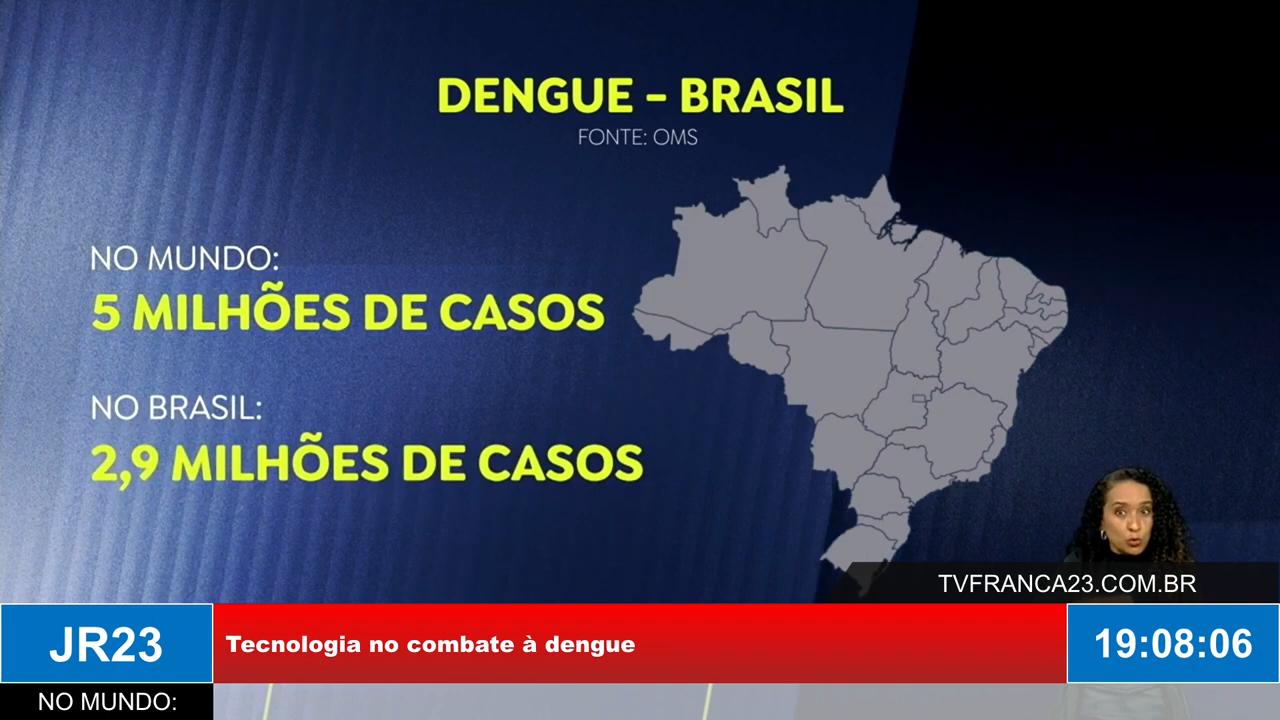 DENGUE – BRASIL
FONTE: OMS
NO MUNDO:
5 MILHÕES DE CASOS
NO BRASIL:
2,9 MILHÕES DE CASOS
TVFRANCA23.COM.BR
JR23
Tecnologia no combate à dengue
19:08:06
NO MUNDO: